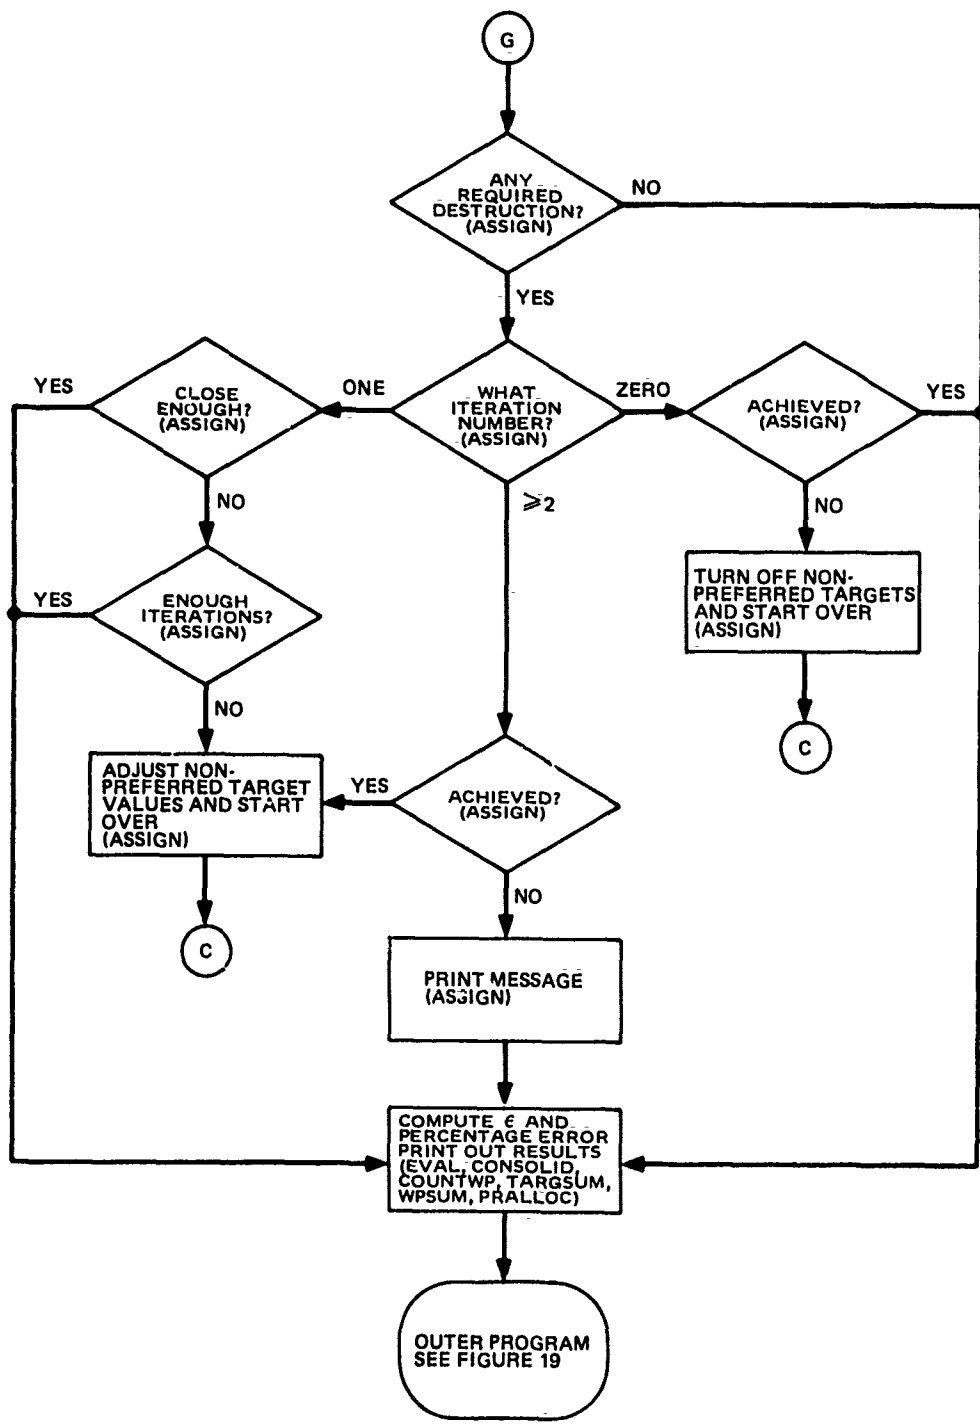 G
ANY
REQUIRED
DESTRUCTION?
(ASSIGN)
NO
YES
YES
CLOSE
ENOUGH?
(ASSIGN)
ONE
WHAT
ITERATION
NUMBER?
(ASSIGN)
ZERO
ACHIEVED?
(ASSIGN)
YES
NO
≥2
NO
YES
ENOUGH
ITERATIONS?
(ASSIGN)
TURN OFF NON-
PREFERRED TARGETS
AND START OVER
(ASSIGN)
NO
C
ADJUST NON-
PREFERRED TARGET
VALUES AND START
OVER
(ASSIGN)
YES
ACHIEVED?
(ASSIGN)
NO
C
PRINT MESSAGE
(ASSIGN)
COMPUTE ϵ AND
PERCENTAGE ERROR
PRINT OUT RESULTS
(EVAL, CONSOLID,
COUNTWP, TARGSUM,
WPSUM, PRALLOC)
OUTER PROGRAM
SEE FIGURE 19